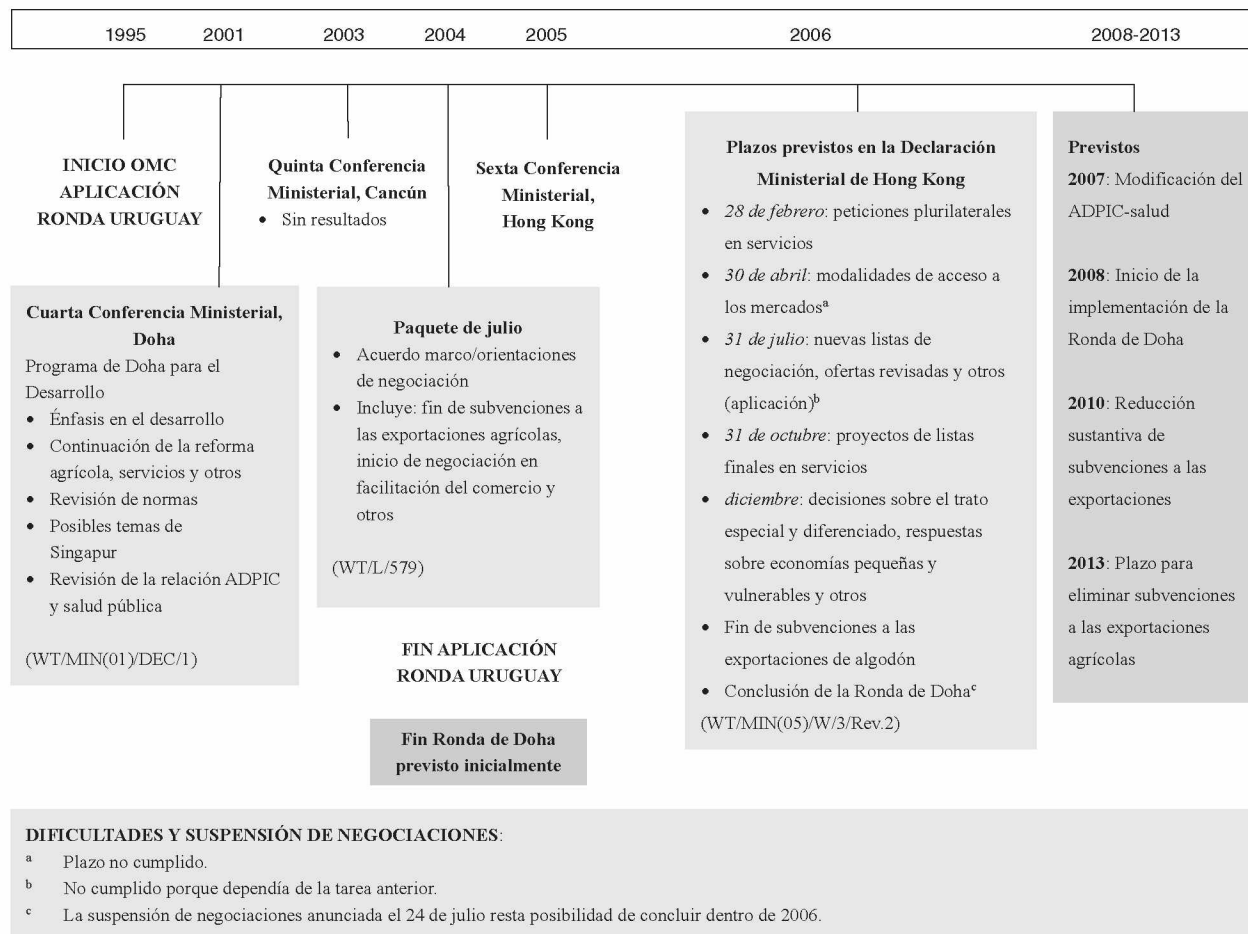 1995 2001 2003 2004 2005 2006 2008-2013
INICIO OMC
APLICACIÓN
RONDA URUGUAY
Cuarta Conferencia Ministerial,
Doha
Programa de Doha para el
Desarrollo
• Énfasis en el desarrollo
• Continuación de la reforma
agrícola, servicios y otros
• Revisión de normas
• Posibles temas de
Singapur
• Revisión de la relación ADPIC
y salud pública
(WT/MIN(01)/DEC/1)
Quinta Conferencia
Ministerial, Cancún
• Sin resultados
Paquete de julio
• Acuerdo marco/orientaciones
de negociación
• Incluye: fin de subvenciones a
las exportaciones agrícolas,
inicio de negociación en
facilitación del comercio y
otros
(WT/L/579)
FIN APLICACIÓN
RONDA URUGUAY
Fin Ronda de Doha
previsto inicialmente
Sexta Conferencia
Ministerial,
Hong Kong
Plazos previstos en la Declaración
Ministerial de Hong Kong
• 28 de febrero: peticiones plurilaterales
en servicios
• 30 de abril: modalidades de acceso a
los mercados^a
• 31 de julio: nuevas listas de
negociación, ofertas revisadas y otros
(aplicación)^b
• 31 de octubre: proyectos de listas
finales en servicios
• diciembre: decisiones sobre el trato
especial y diferenciado, respuestas
sobre economías pequeñas y
vulnerables y otros
• Fin de subvenciones a las
exportaciones de algodón
• Conclusión de la Ronda de Doha^c
(WT/MIN(05)/W/3/Rev.2)
Previstos
2007: Modificación del
ADPIC-salud
2008: Inicio de la
implementación de la
Ronda de Doha
2010: Reducción
sustantiva de
subvenciones a las
exportaciones
2013: Plazo para
eliminar subvenciones
a las exportaciones
agrícolas
DIFICULTADES Y SUSPENSIÓN DE NEGOCIACIONES:
a Plazo no cumplido.
b No cumplido porque dependía de la tarea anterior.
c La suspensión de negociaciones anunciada el 24 de julio resta posibilidad de concluir dentro de 2006.